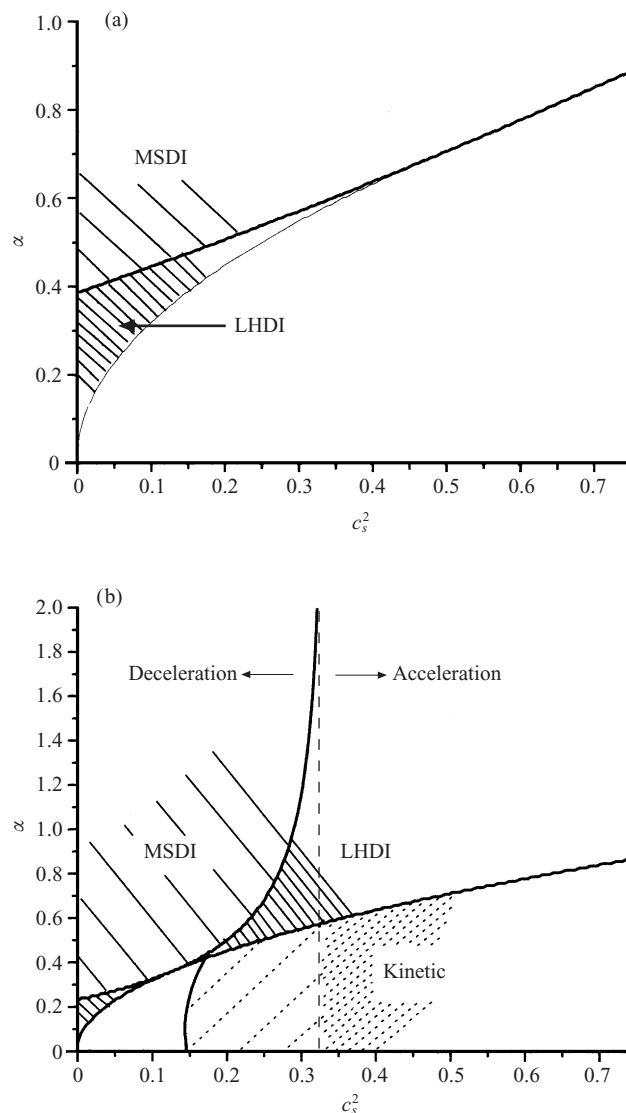 (a)
1.0
0.8
MSDI
0.6
α
0.4
LHDI
0.2
0
0 0.1 0.2 0.3 0.4 0.5 0.6 0.7
c_s^2
(b)
2.0
1.8
Deceleration Acceleration
1.6
1.4
1.2
α
1.0
MSDI LHDI
0.8
0.6
0.4
Kinetic
0.2
0
0 0.1 0.2 0.3 0.4 0.5 0.6 0.7
c_s^2